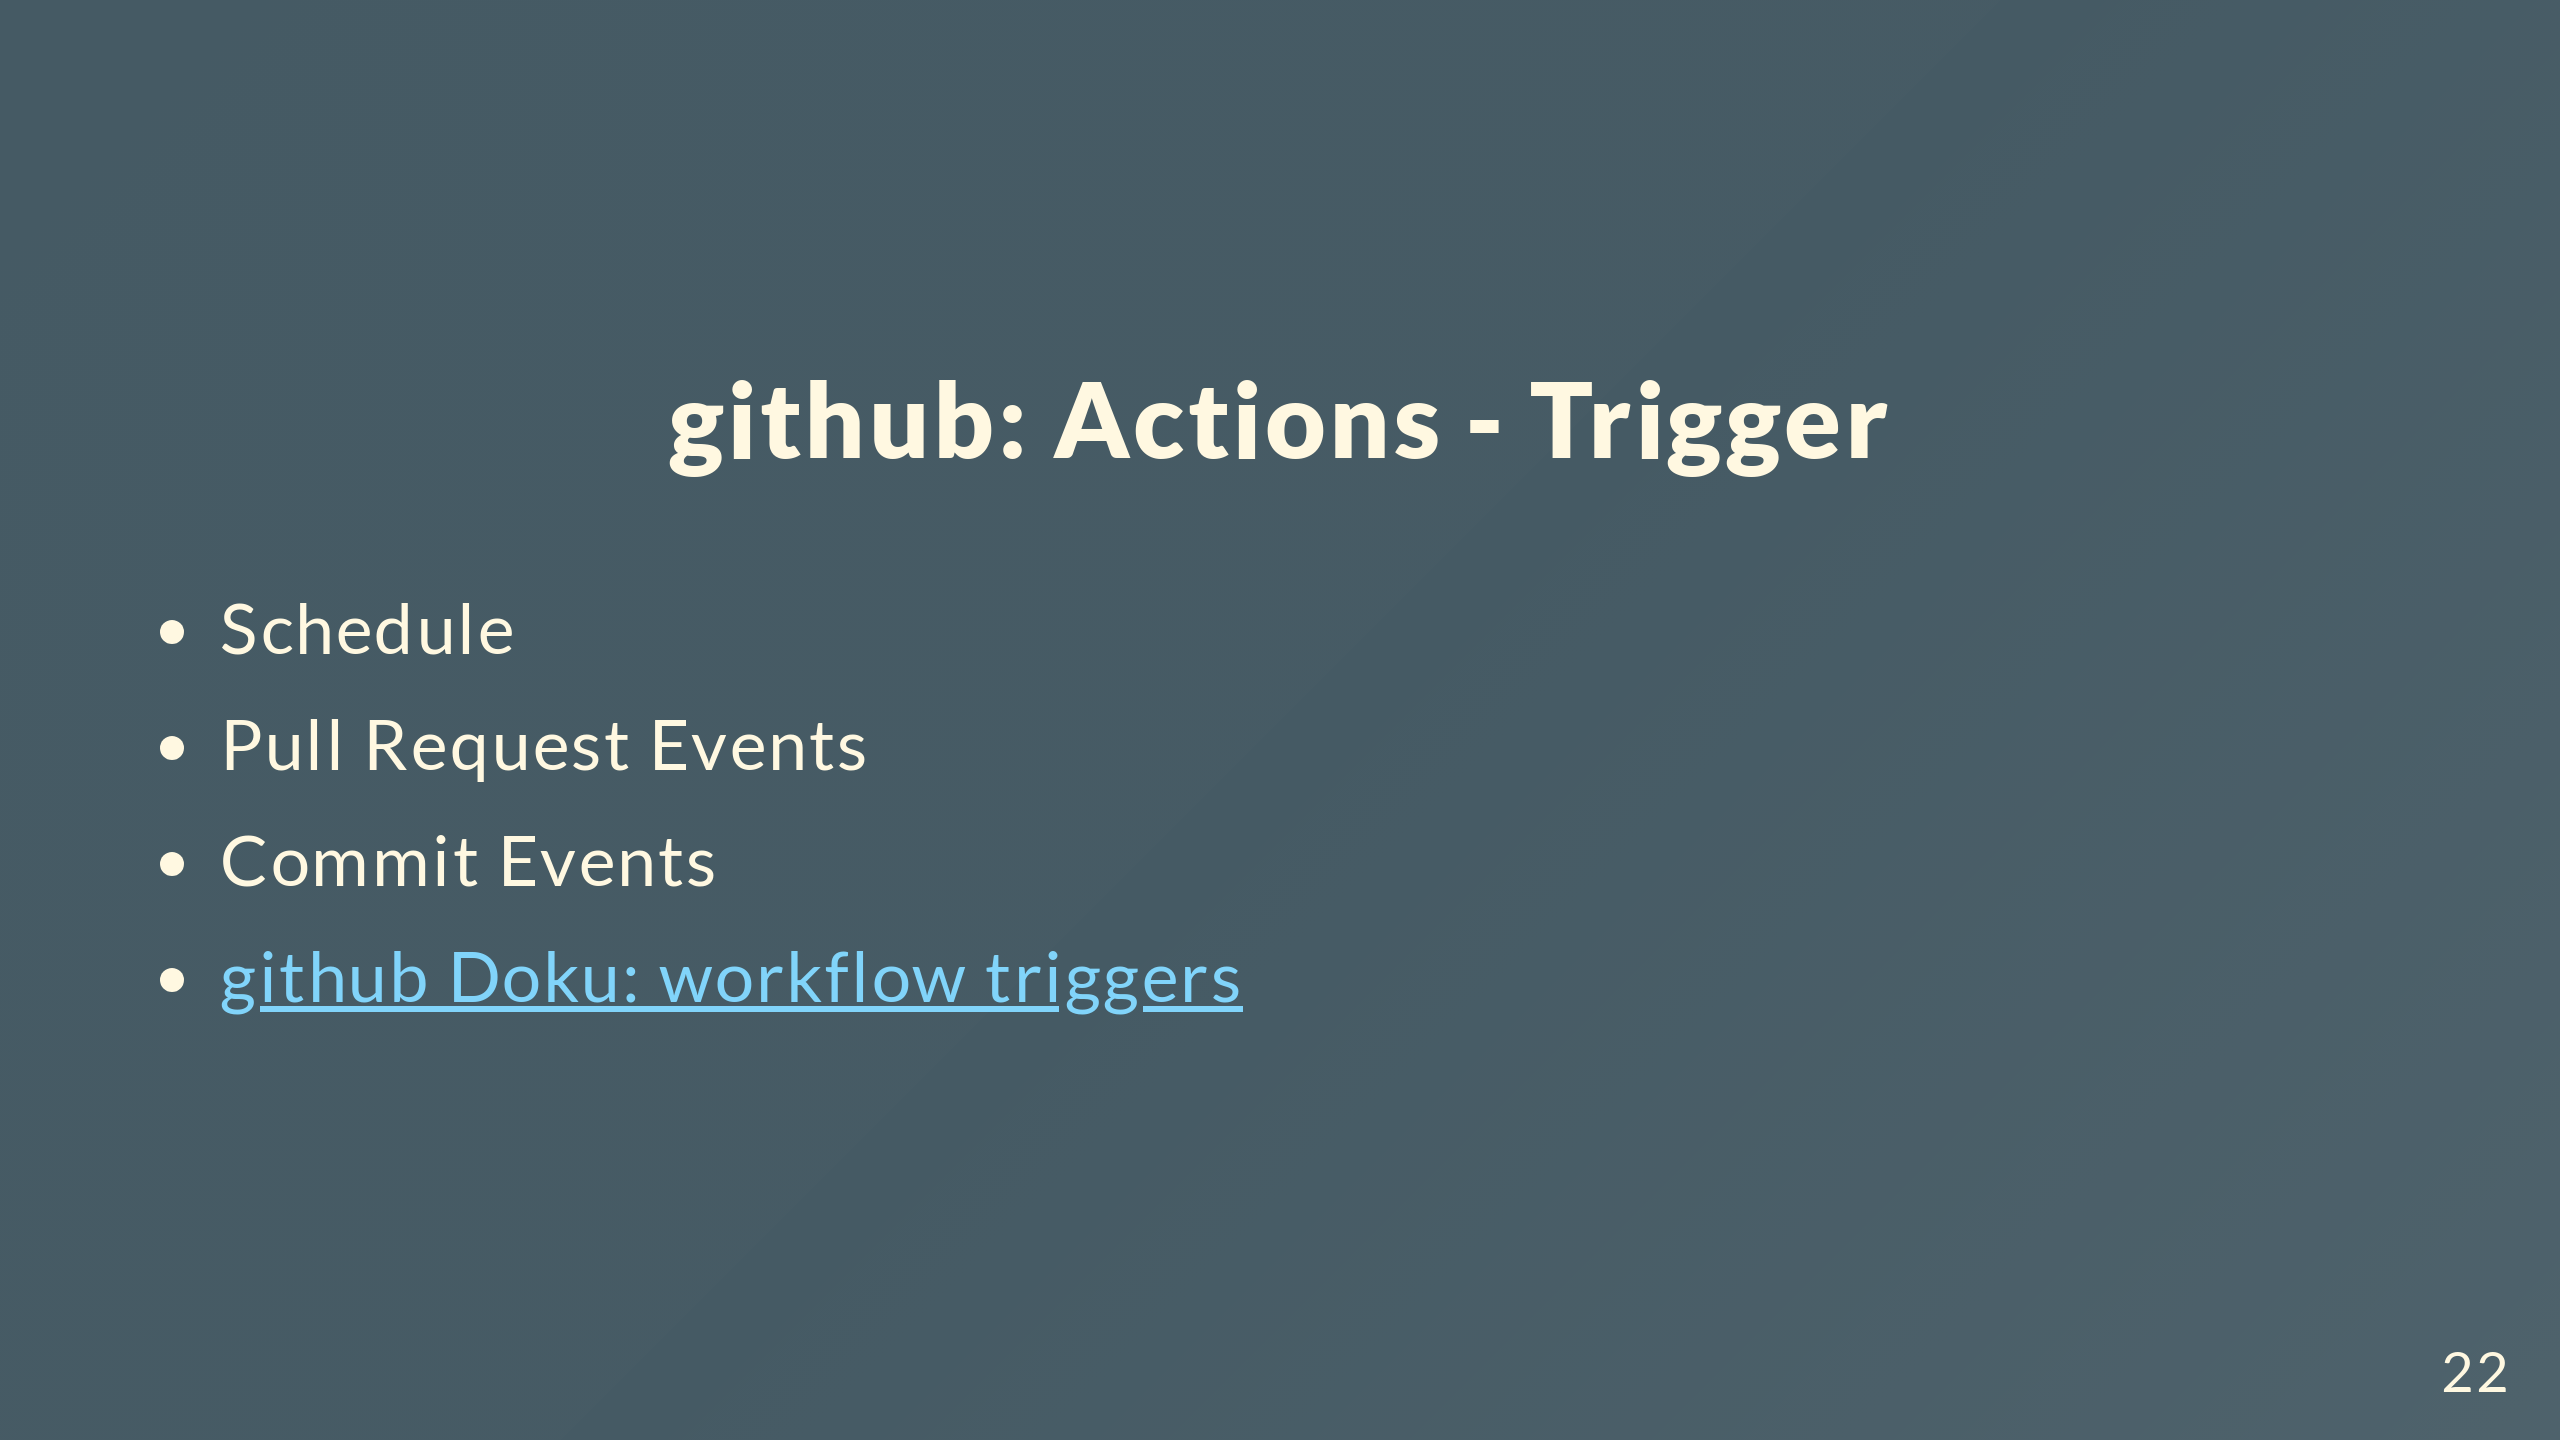 github: Actions - Trigger
Schedule
Pull Request Events
Commit Events
github Doku: workflow triggers
22